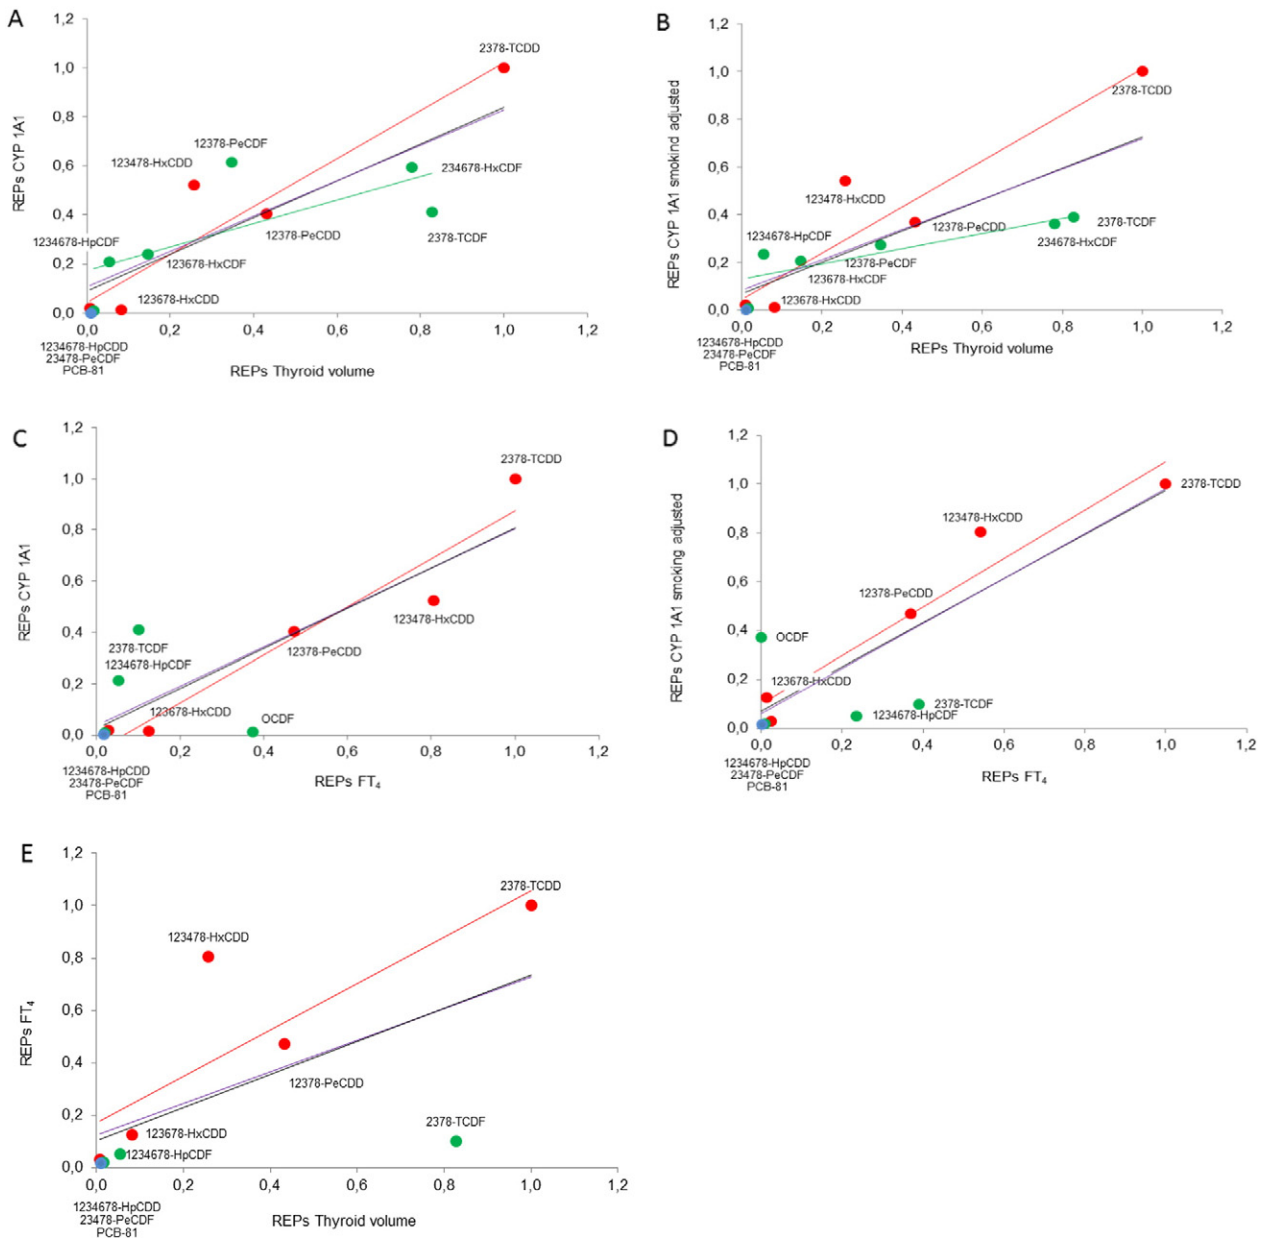 A
1,2
1,0
0,8
0,6
0,4
0,2
0,0
REPs CYP 1A1
2378-TCDD
12378-PeCDF
123478-HxCDD
234678-HxCDF
12378-PeCDD
2378-TCDF
1234678-HpCDF
123678-HxCDF
123678-HxCDD
0,0 0,2 0,4 0,6 0,8 1,0 1,2
1234678-HpCDD
23478-PeCDF
PCB-81
REPs Thyroid volume
B
1,2
1,0
0,8
0,6
0,4
0,2
0,0
REPs CYP 1A1 smokind adjusted
2378-TCDD
123478-HxCDD
1234678-HpCDF
12378-PeCDD
2378-TCDF
234678-HxCDF
12378-PeCDF
123678-HxCDF
123678-HxCDD
0,0 0,2 0,4 0,6 0,8 1,0 1,2
1234678-HpCDD
23478-PeCDF
PCB-81
REPs Thyroid volume
C
1,2
1,0
0,8
0,6
0,4
0,2
0,0
REPs CYP 1A1
2378-TCDD
123478-HxCDD
2378-TCDF
12378-PeCDD
1234678-HpCDF
123678-HxCDD
OCDF
0,0 0,2 0,4 0,6 0,8 1,0 1,2
1234678-HpCDD
23478-PeCDF
PCB-81
REPs FT4
D
1,2
1,0
0,8
0,6
0,4
0,2
0,0
REPs CYP 1A1 smoking adjusted
2378-TCDD
123478-HxCDD
12378-PeCDD
OCDF
123678-HxCDD
2378-TCDF
1234678-HpCDF
0,0 0,2 0,4 0,6 0,8 1,0 1,2
1234678-HpCDD
23478-PeCDF
PCB-81
REPs FT4
E
1,2
1,0
0,8
0,6
0,4
0,2
0,0
REPs FT4
2378-TCDD
123478-HxCDD
12378-PeCDD
2378-TCDF
123678-HxCDD
1234678-HpCDF
0,0 0,2 0,4 0,6 0,8 1,0 1,2
1234678-HpCDD
23478-PeCDF
PCB-81
REPs Thyroid volume